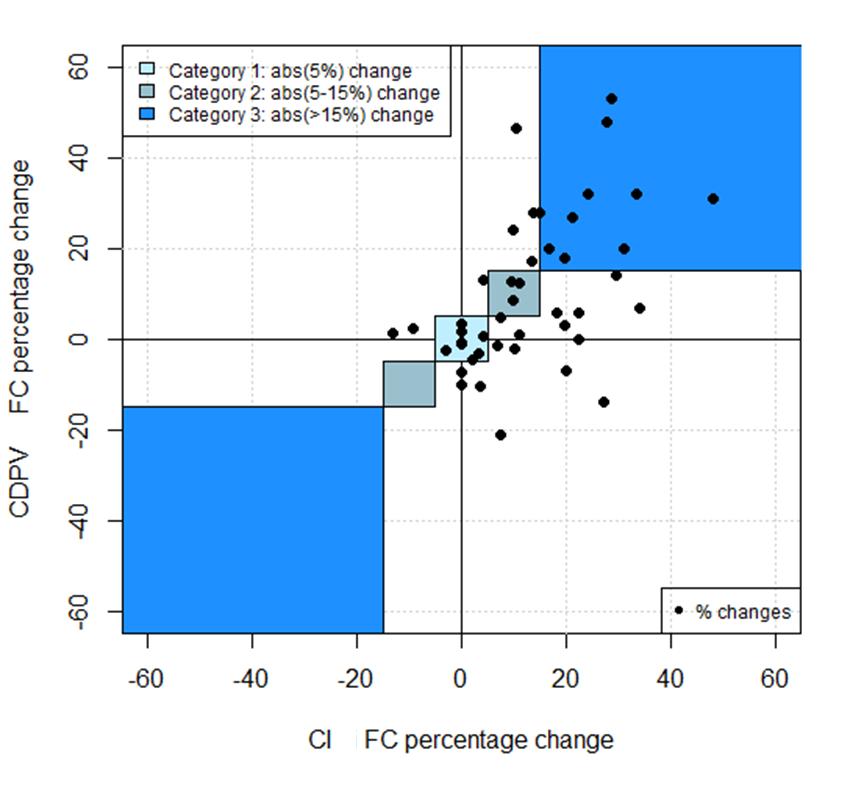 Category 1: abs(5%) change
Category 2: abs(5-15%) change
Category 3: abs(>15%) change
60
40
20
0
-20
-40
-60
CDPV FC percentage change
% changes
-60 -40 -20 0 20 40 60
CI FC percentage change